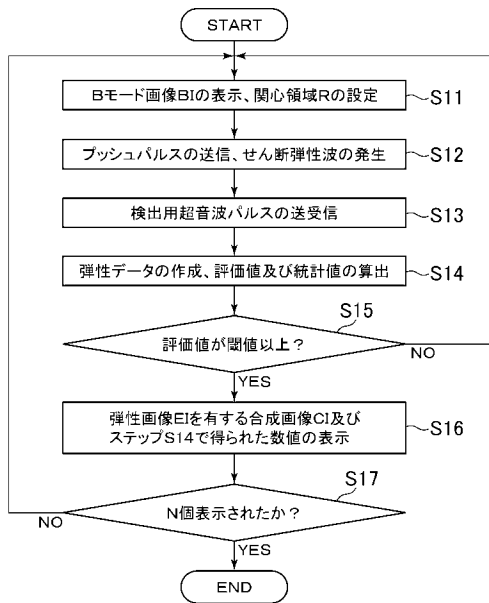 START
Bモード画像BIの表示、関心領域Rの設定
S11
プッシュパルスの送信、せん断弾性波の発生
S12
検出用超音波パルスの送受信
S13
弾性データの作成、評価値及び統計値の算出
S14
S15
評価値が閾値以上?
NO
YES
弾性画像EIを有する合成画像CI及び
ステップS14で得られた数値の表示
S16
S17
N個表示されたか?
NO
YES
END